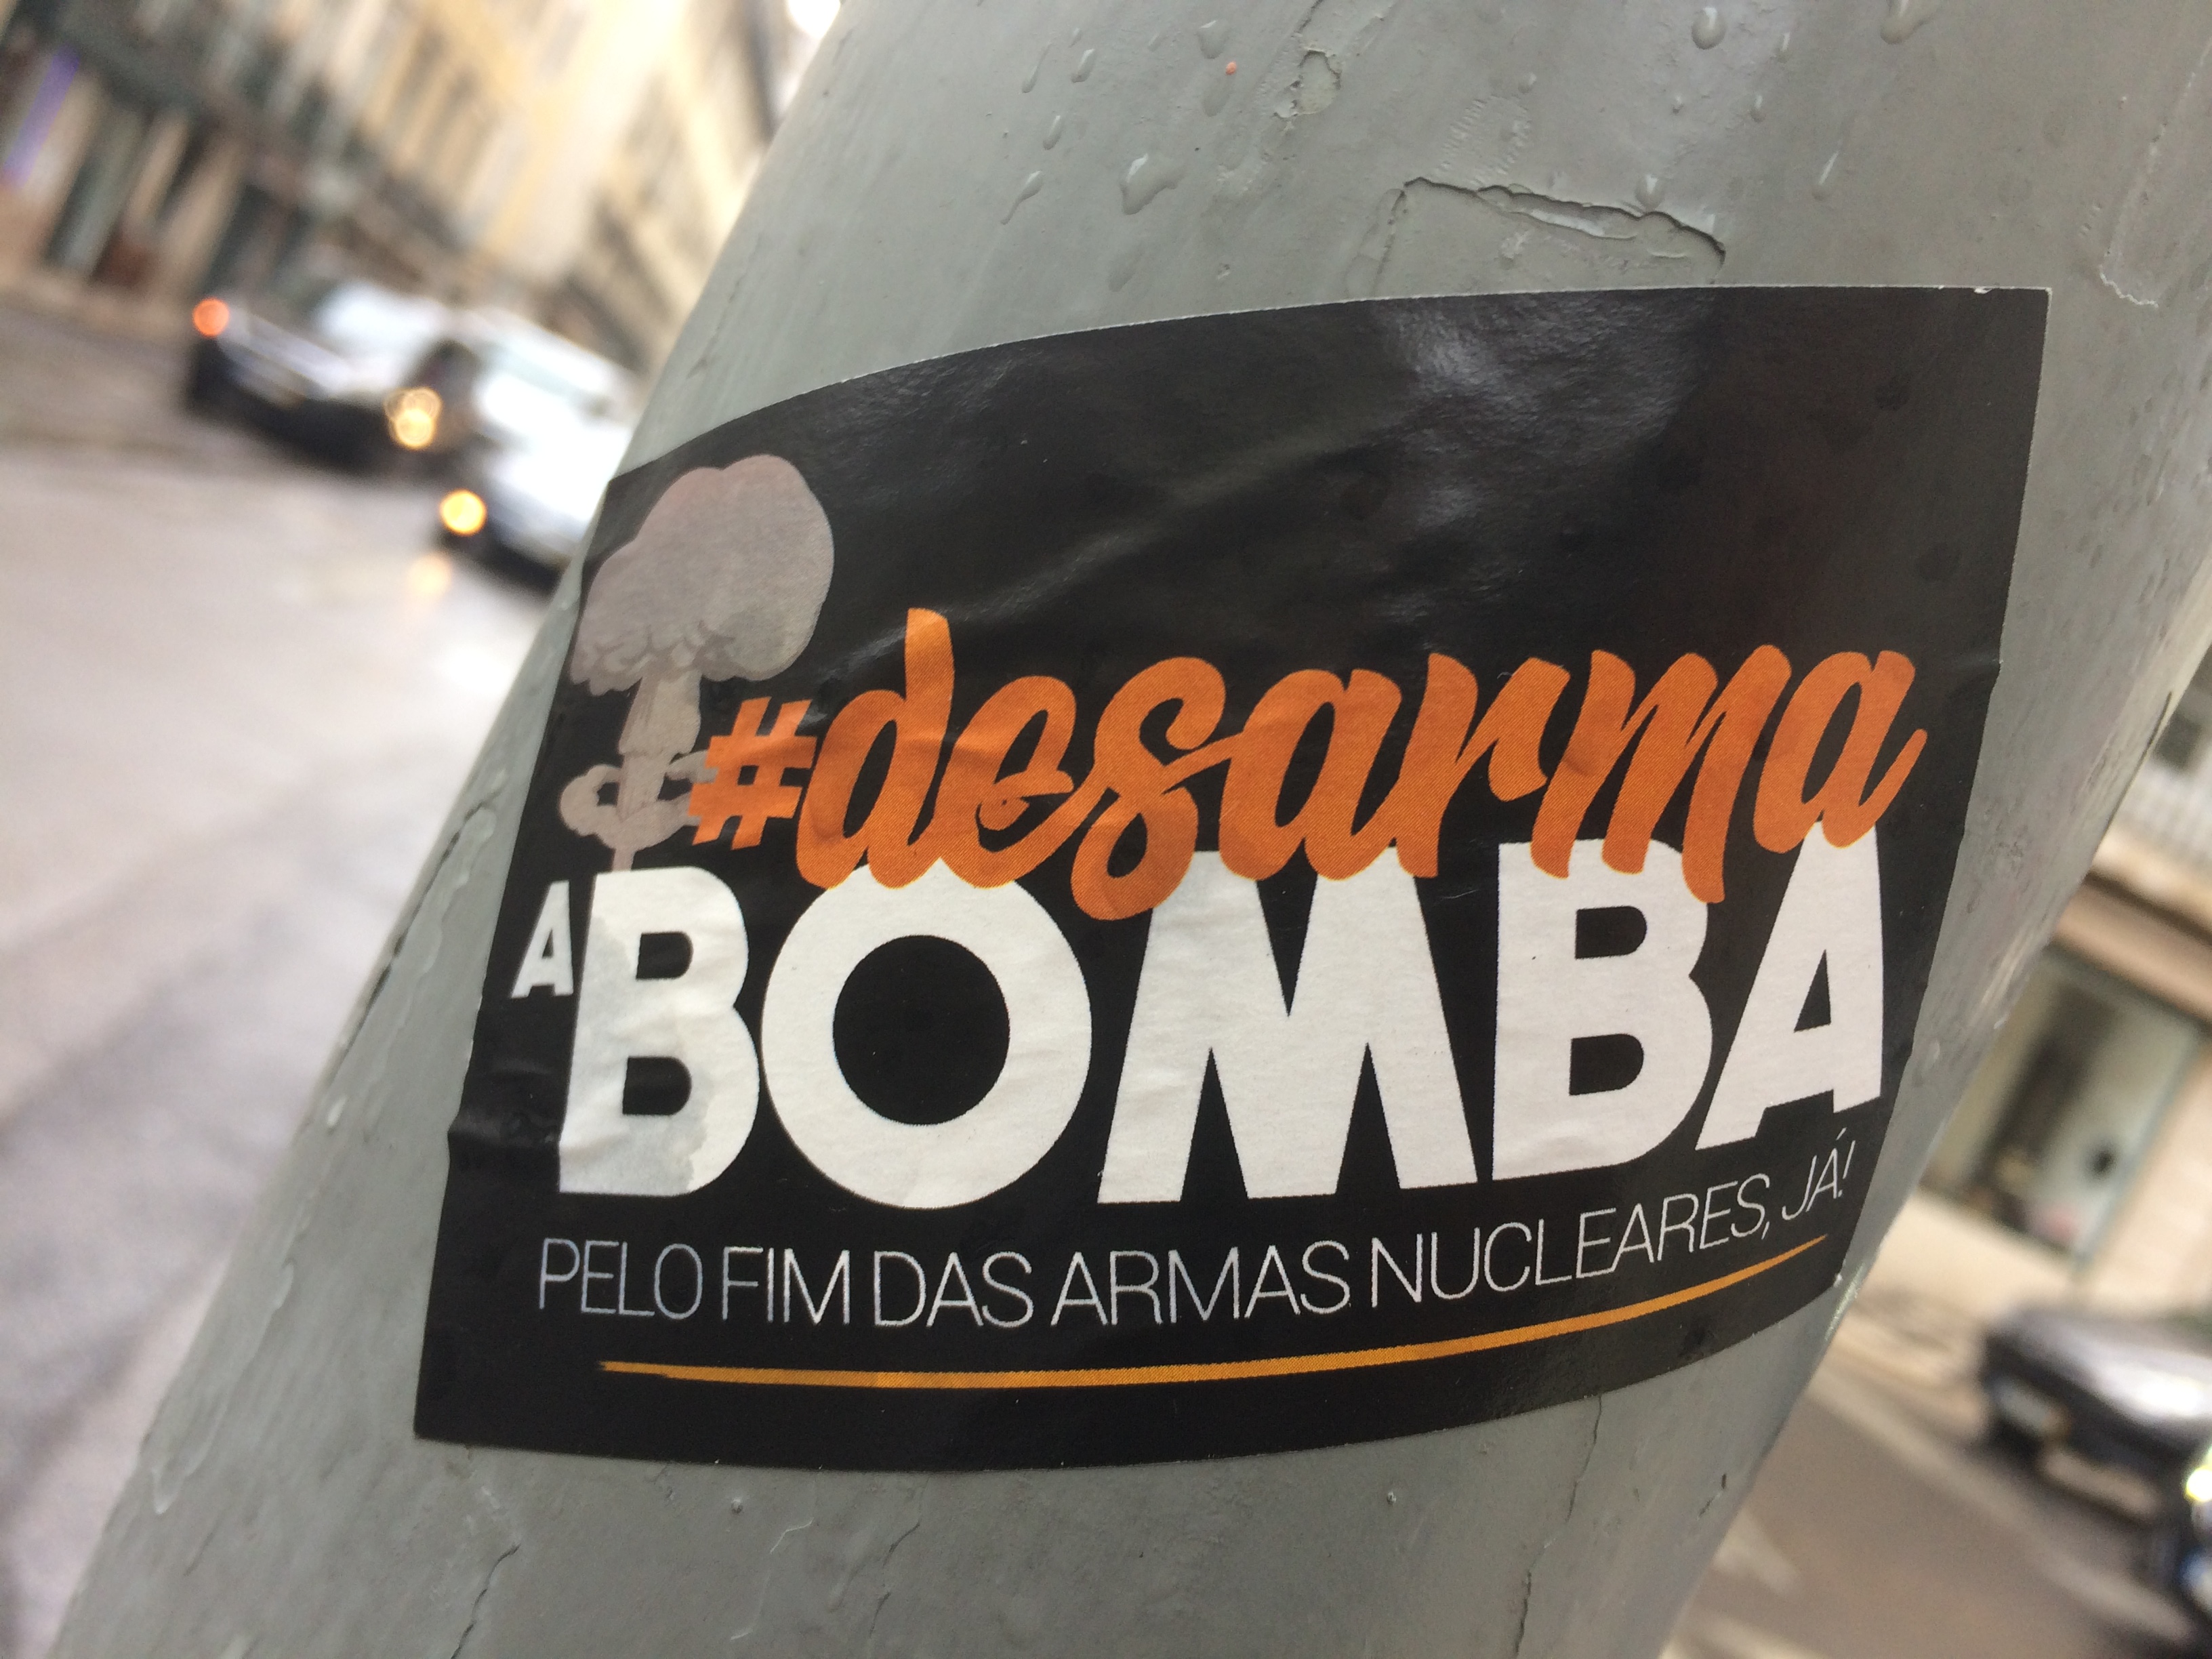 #desarma
A BOMBA
PELO FIM DAS ARMAS NUCLEARES, JÁ!